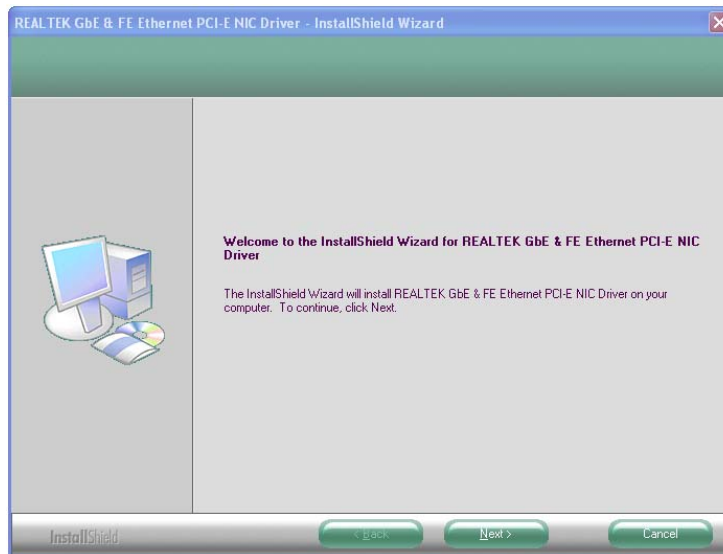 REALTEK GbE & FE Ethernet PCI-E NIC Driver - InstallShield Wizard
Welcome to the InstallShield Wizard for REALTEK GbE & FE Ethernet PCI-E NIC
Driver
The InstallShield Wizard will install REALTEK GbE & FE Ethernet PCI-E NIC Driver on your
computer. To continue, click Next.
InstallShield
< Back
Next >
Cancel